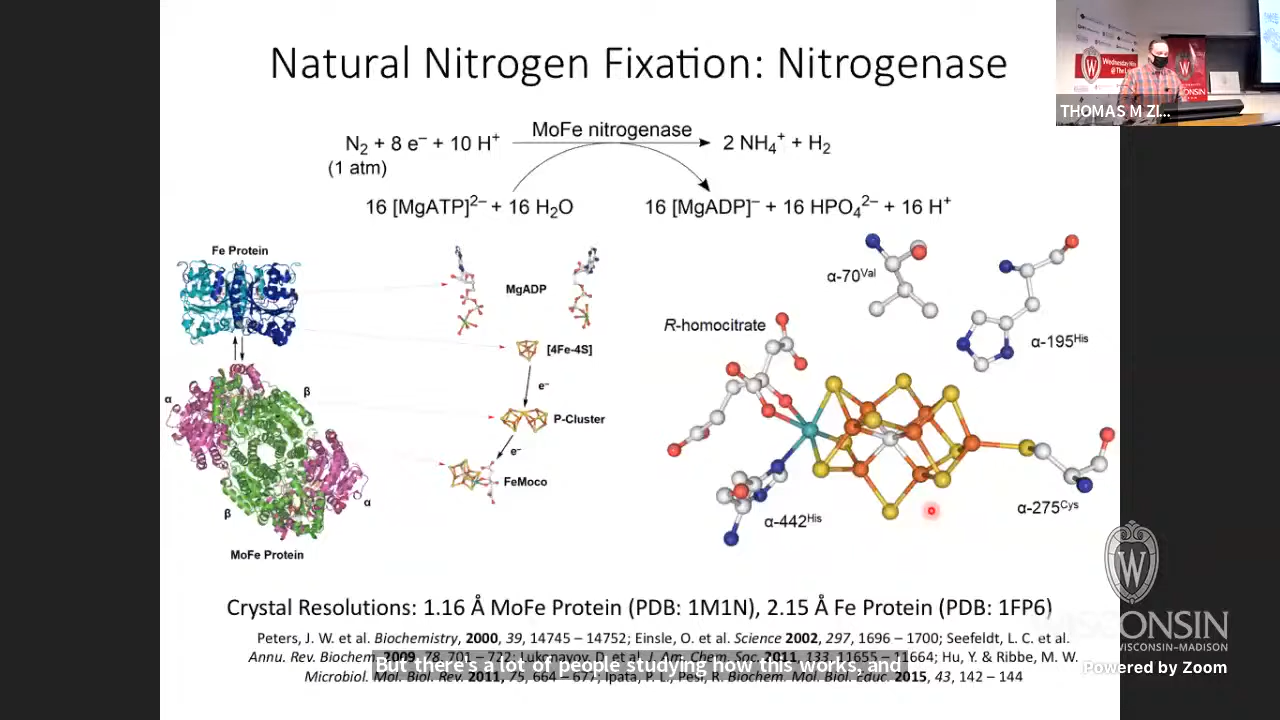 Natural Nitrogen Fixation: Nitrogenase
THOMAS M ZI...
Wednesday Nite
@ The Lab
MoFe nitrogenase
N₂ + 8 e⁻ + 10 H⁺
2 NH₄⁺ + H₂
(1 atm)
16 [MgATP]²⁻ + 16 H₂O
16 [MgADP]⁻ + 16 HPO₄²⁻ + 16 H⁺
Fe Protein
MgADP
[4Fe-4S]
e⁻
P-Cluster
e⁻
FeMoco
α
β
β
α
MoFe Protein
α-70Val
α-195His
R-homocitrate
α-442His
α-275Cys
Crystal Resolutions: 1.16 Å MoFe Protein (PDB: 1M1N), 2.15 Å Fe Protein (PDB: 1FP6)
Peters, J. W. et al. Biochemistry, 2000, 39, 14745 – 14752; Einsle, O. et al. Science 2002, 297, 1696 – 1700; Seefeldt, L. C. et al.
Annu. Rev. Biochem. 2009, 78, 701 – 722; Lukoyanov, D. et al. J. Am. Chem. Soc. 2011, 133, 11655 – 11664; Hu, Y. & Ribbe, M. W.
Microbiol. Mol. Biol. Rev. 2011, 75, 664 – 677; Ipata, P. L., Pesi, R. Biochem. Mol. Biol. Educ. 2015, 43, 142 – 144
But there's a lot of people studying how this works, and
W
WISCONSIN
UNIVERSITY OF WISCONSIN-MADISON
Powered by Zoom